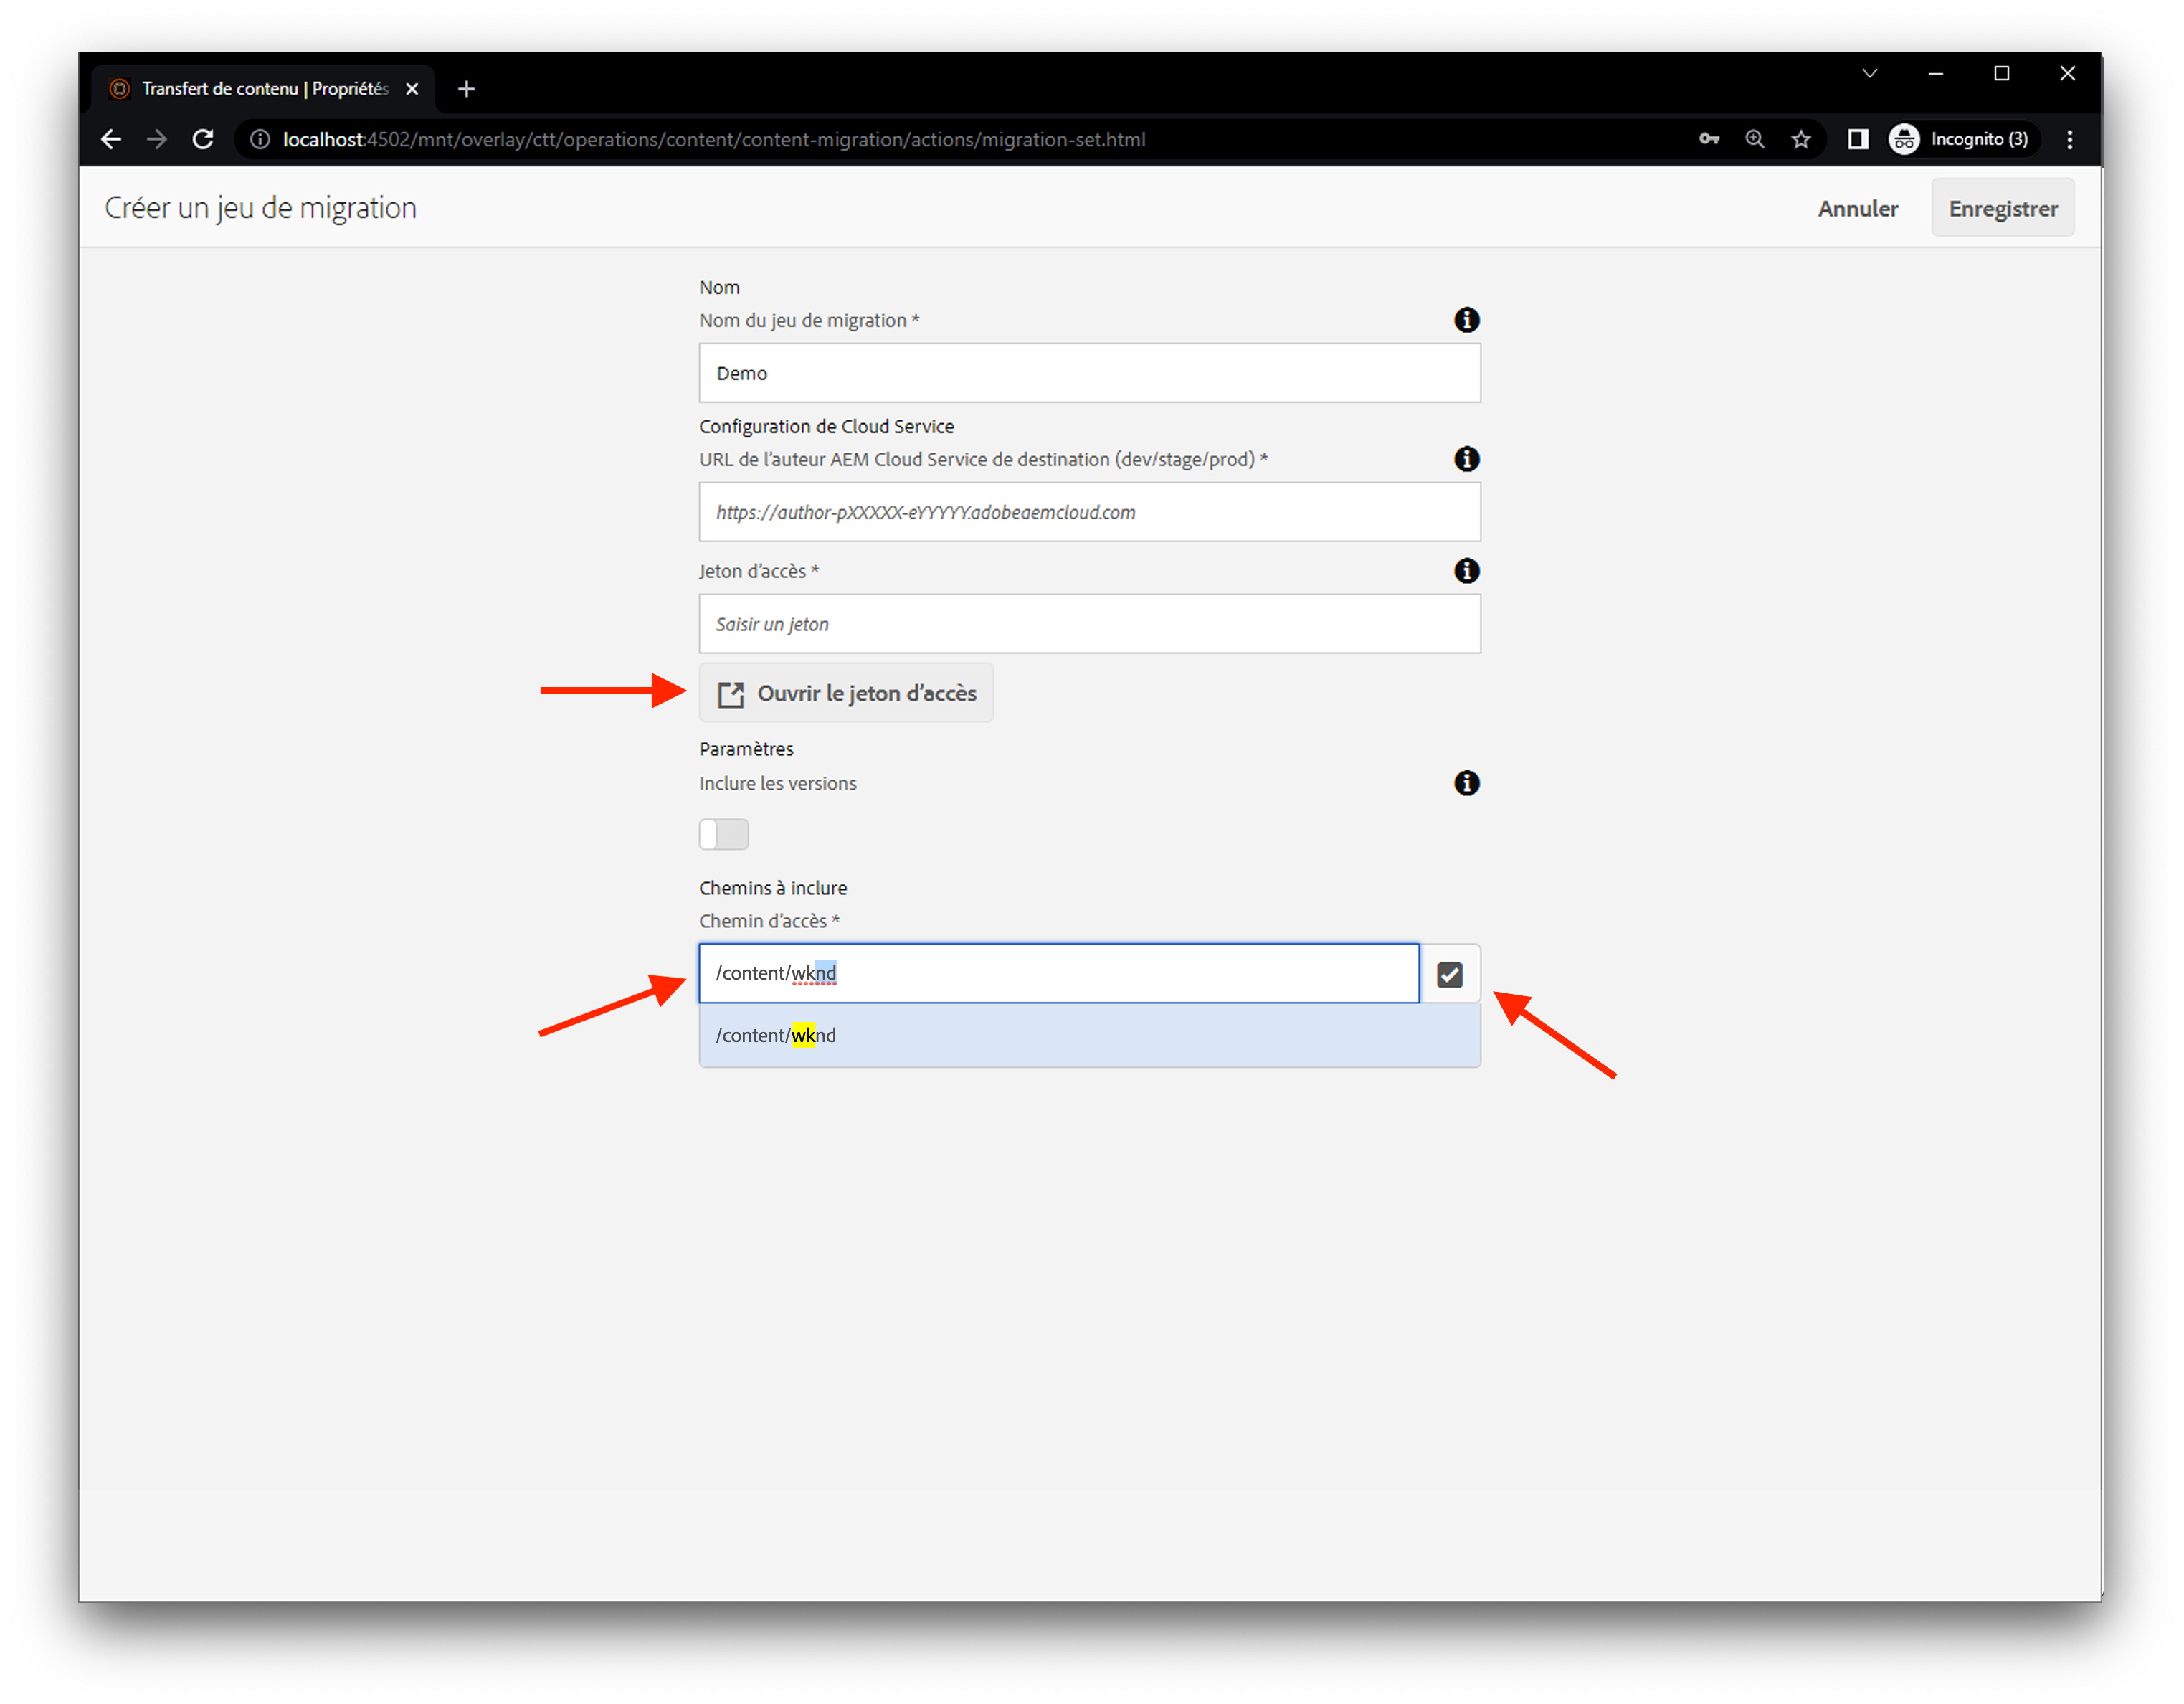 Transfert de contenu | Propriétés
localhost:4502/mnt/overlay/ctt/operations/content/content-migration/actions/migration-set.html
Incognito (3)
Créer un jeu de migration
Annuler
Enregistrer
Nom
Nom du jeu de migration *
Demo
Configuration de Cloud Service
URL de l’auteur AEM Cloud Service de destination (dev/stage/prod) *
https://author-pXXXXX-eYYYYY.adobeaemcloud.com
Jeton d’accès *
Saisir un jeton
Ouvrir le jeton d’accès
Paramètres
Inclure les versions
Chemins à inclure
Chemin d’accès *
/content/wknd
/content/wknd